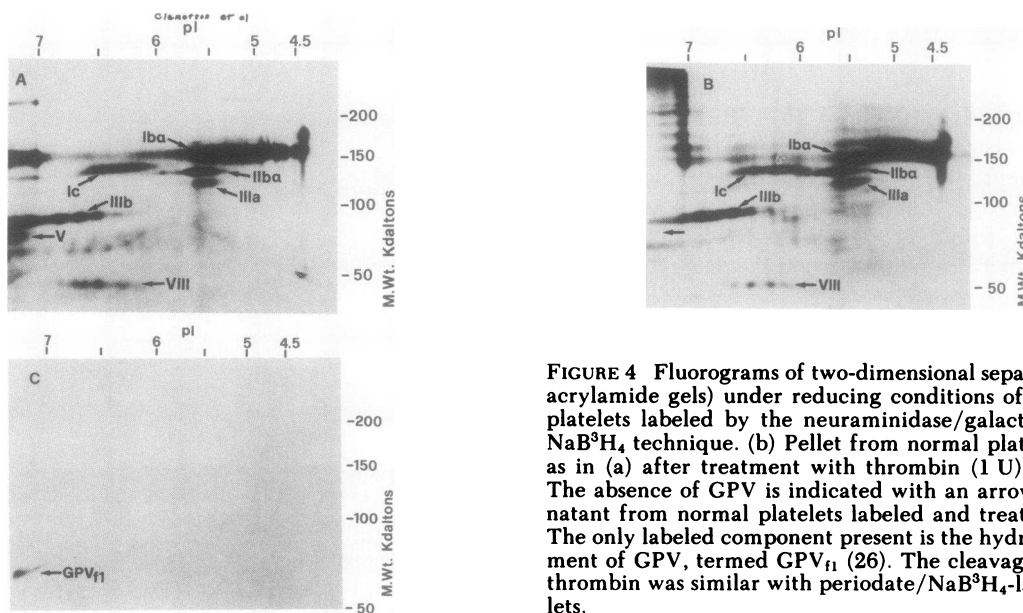 Clemetson et al
pI
7 6 5 4.5
A
-200
Ibα
-150
Ic
IIbα
IIIb
IIIa
-100
V
-50
VIII
M.Wt. Kdaltons
pI
7 6 5 4.5
B
-200
Ibα
-150
Ic
IIbα
IIIb
IIIa
-100
VIII
- 50
M.Wt. Kdaltons
pI
7 6 5 4.5
C
-200
-150
-100
GPVf1
-50
M.Wt. Kdaltons
FIGURE 4 Fluorograms of two-dimensional sepa
acrylamide gels) under reducing conditions of
platelets labeled by the neuraminidase/galact
NaB³H₄ technique. (b) Pellet from normal plat
as in (a) after treatment with thrombin (1 U)
The absence of GPV is indicated with an arro
natant from normal platelets labeled and treat
The only labeled component present is the hydr
ment of GPV, termed GPVf1 (26). The cleavag
thrombin was similar with periodate/NaB³H₄-l
lets.